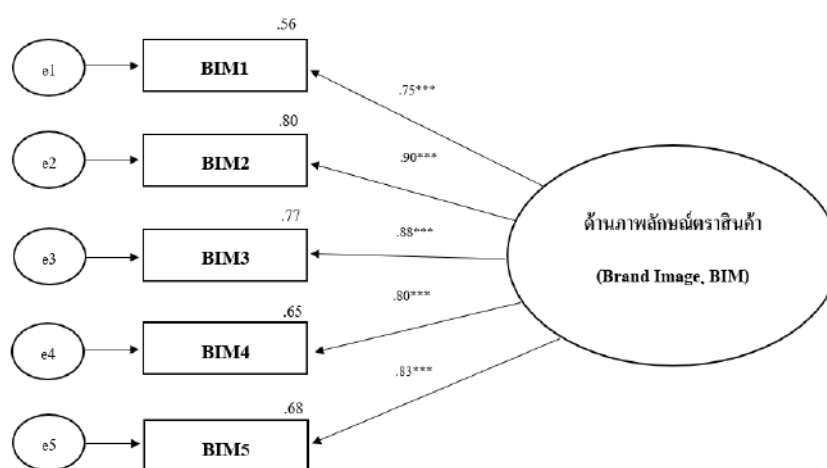 .56
e1
BIM1
.75***
.80
e2
BIM2
.90***
.77
e3
BIM3
.88***
ด้านภาพลักษณ์ตราสินค้า
(Brand Image, BIM)
.65
e4
BIM4
.80***
.68
e5
BIM5
.83***